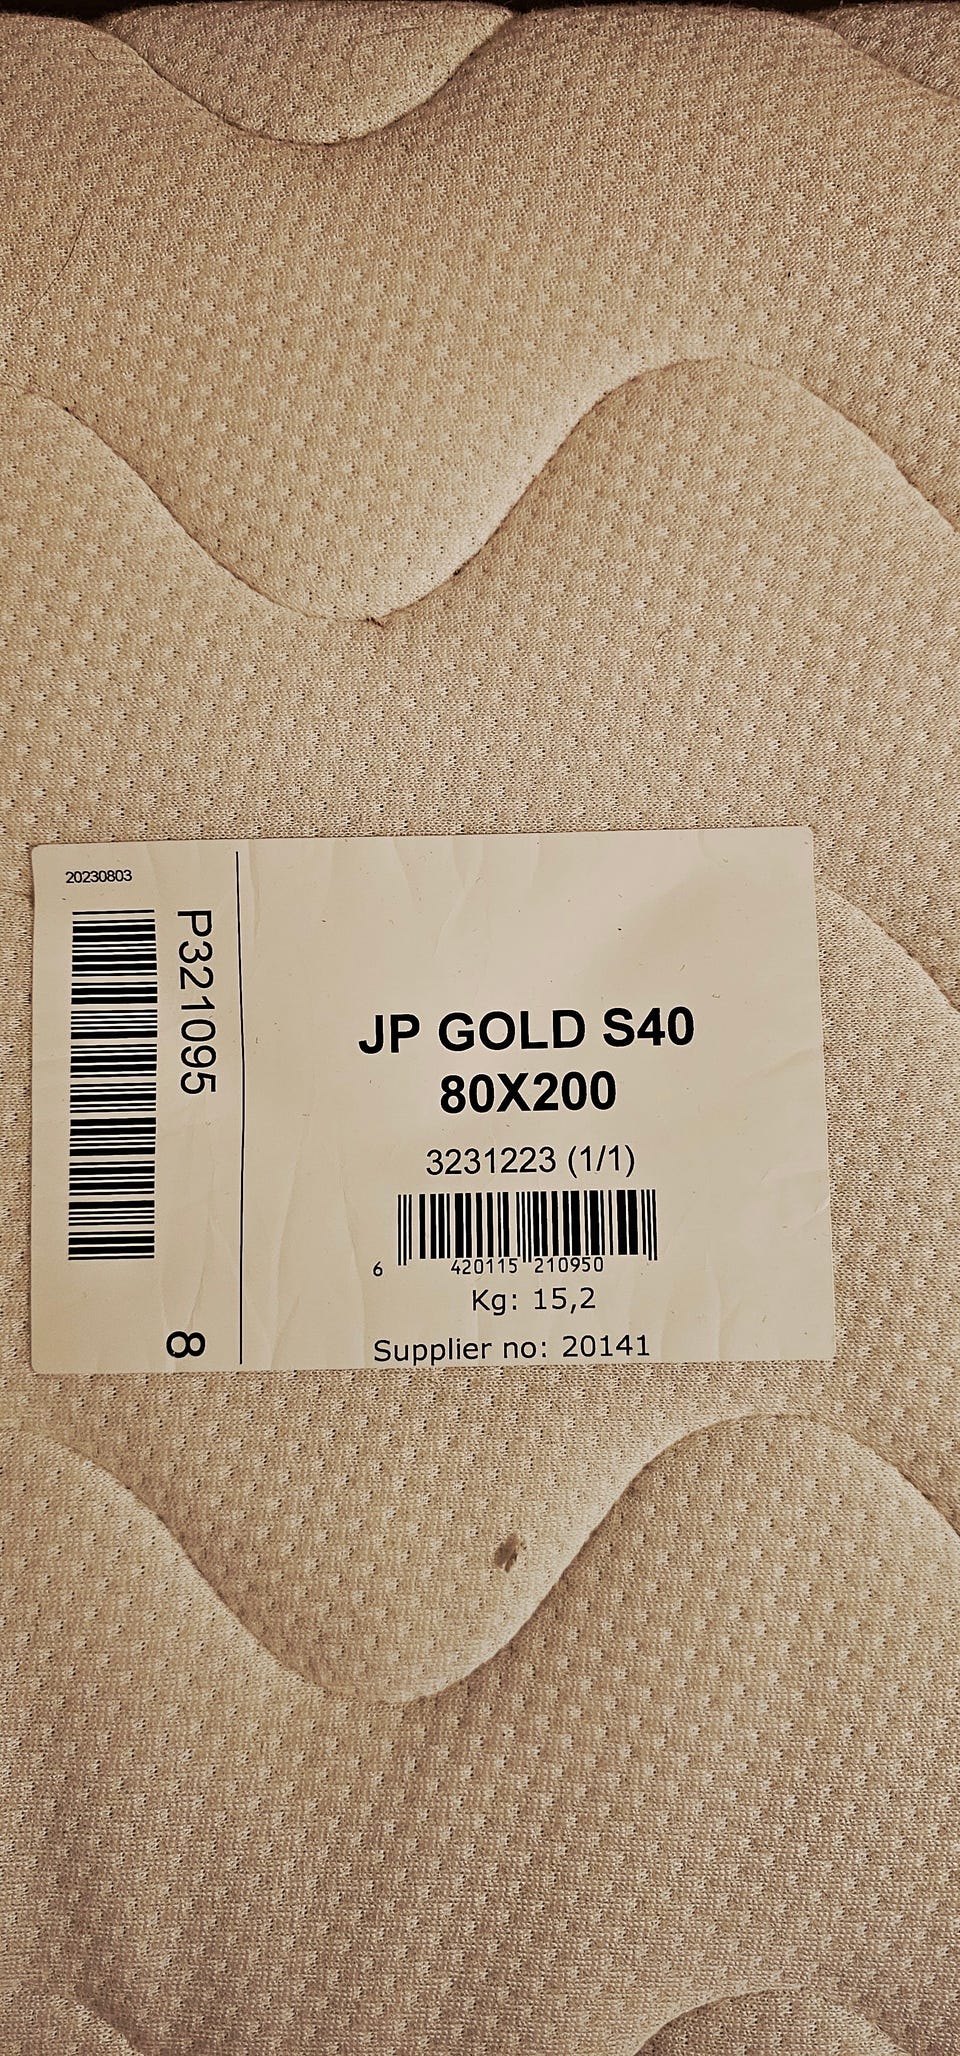 20230803
P321095
8
JP GOLD S40
80X200
3231223 (1/1)
6 420115 210950
Kg: 15,2
Supplier no: 20141